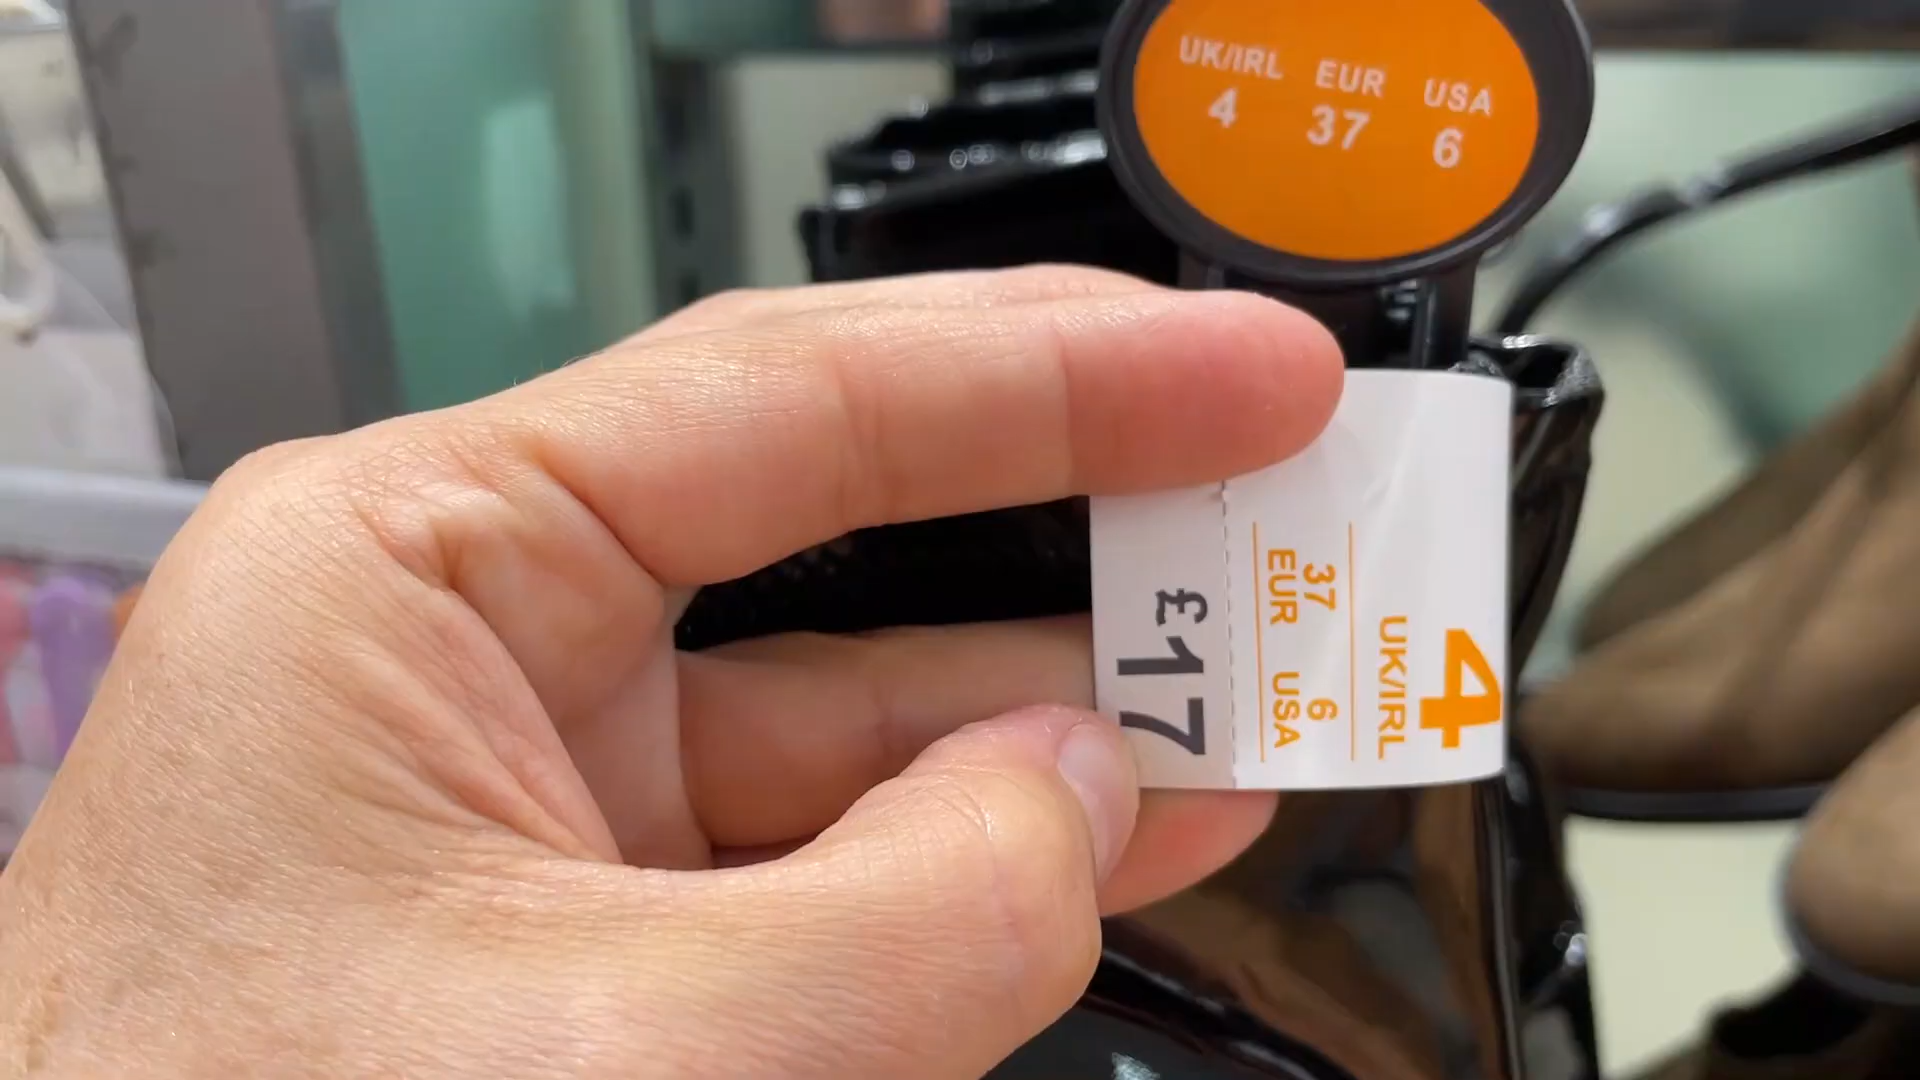 UK/IRL EUR USA
4 37 6
4
UK/IRL
37 6
EUR USA
£17